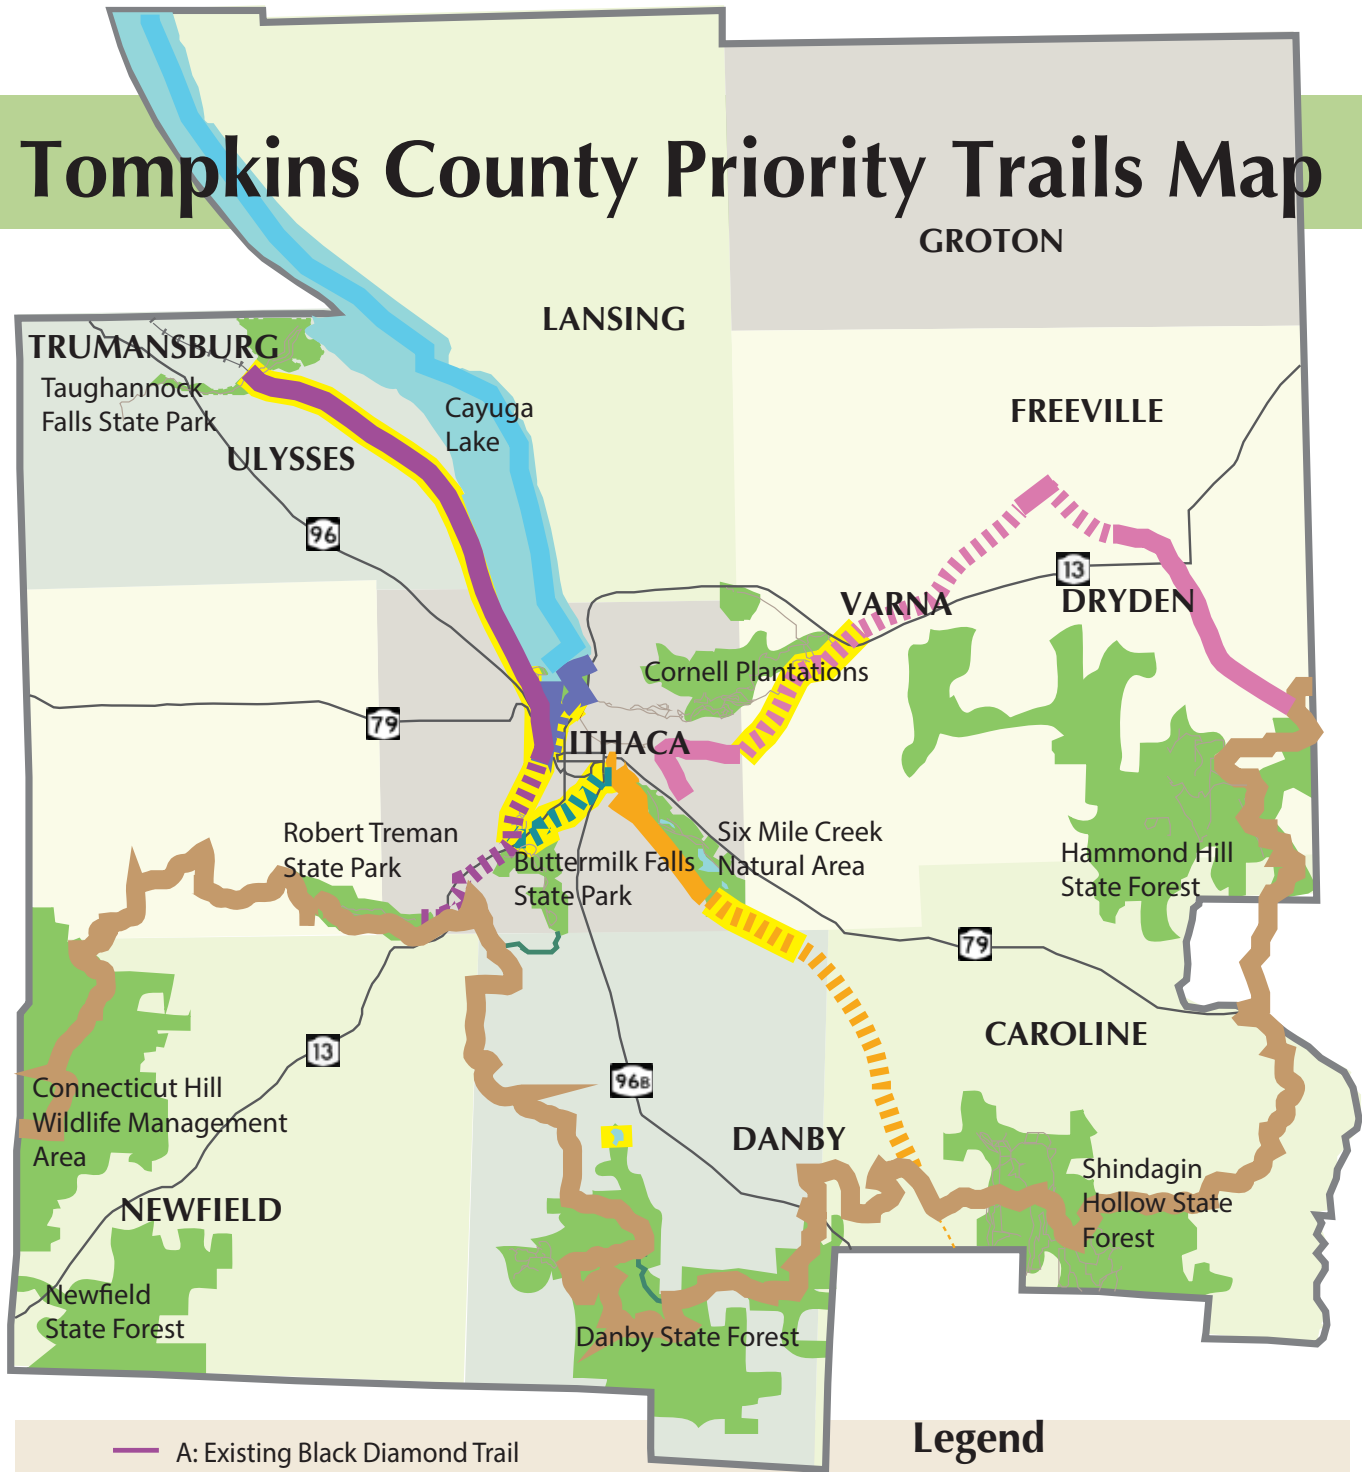 Tompkins County Priority Trails Map
GROTON
LANSING
TRUMANSBURG
Taughannock
Falls State Park
Cayuga
Lake
FREEVILLE
ULYSSES
96
13
VARNA
DRYDEN
Cornell Plantations
79
ITHACA
Robert Treman
State Park
Buttermilk Falls
State Park
Six Mile Creek
Natural Area
Hammond Hill
State Forest
79
CAROLINE
13
Connecticut Hill
Wildlife Management
Area
96B
DANBY
Shindagin
Hollow State
Forest
NEWFIELD
Newfield
State Forest
Danby State Forest
Legend
A: Existing Black Diamond Trail